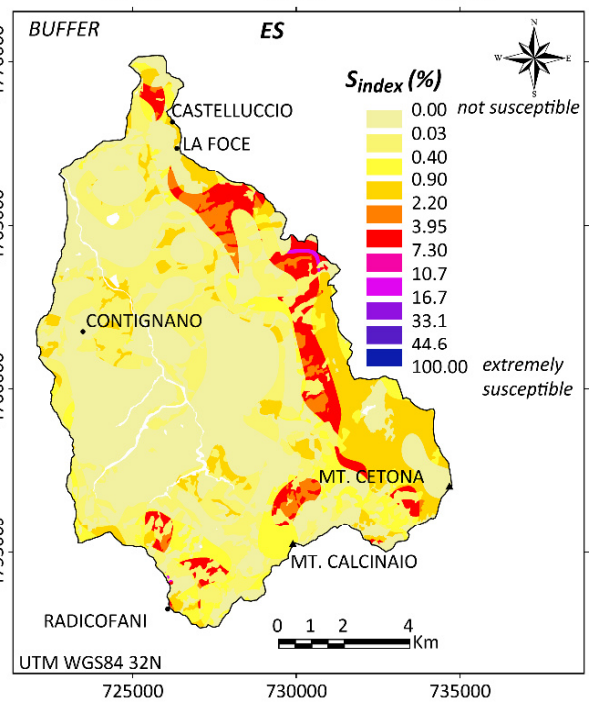 BUFFER
ES
N
W
E
S
S index (%)
0.00 not susceptible
0.03
0.40
0.90
2.20
3.95
7.30
10.7
16.7
33.1
44.6
100.00 extremely
susceptible
CASTELLUCCIO
LA FOCE
CONTIGNANO
MT. CETONA
MT. CALCINAIO
RADICOFANI
0 1 2 4
Km
UTM WGS84 32N
725000 730000 735000